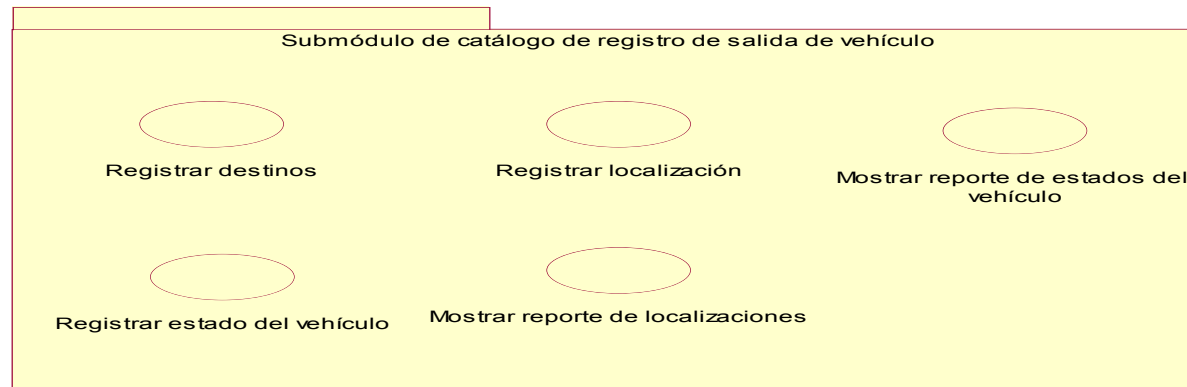 Submódulo de catálogo de registro de salida de vehículo
Registrar destinos
Registrar localización
Mostrar reporte de estados del
vehículo
Registrar estado del vehículo
Mostrar reporte de localizaciones